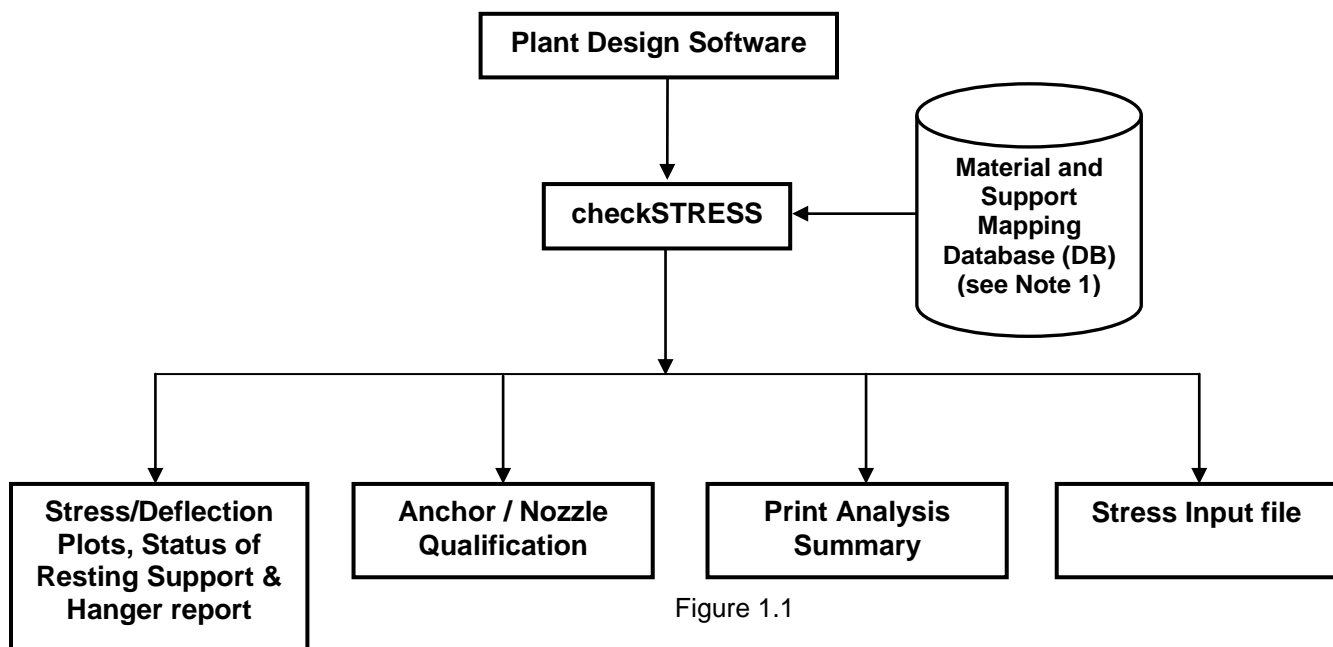 Plant Design Software
Material and
Support
Mapping
Database (DB)
(see Note 1)
checkSTRESS
Stress/Deflection
Plots, Status of
Resting Support &
Hanger report
Anchor / Nozzle
Qualification
Print Analysis
Summary
Stress Input file
Figure 1.1